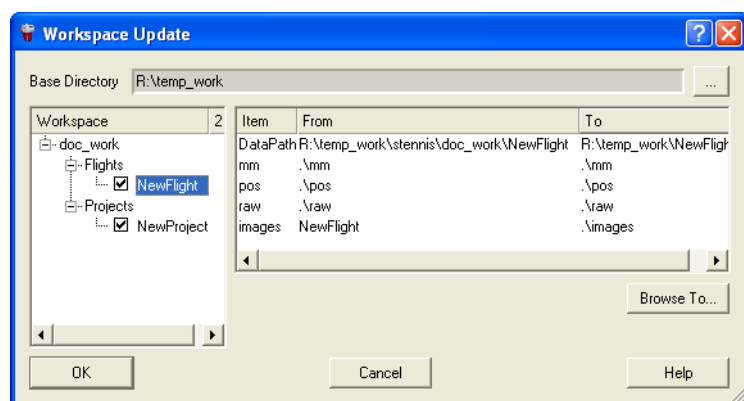 Workspace Update
Base Directory R:\temp_work ...
Workspace 2 Item From To
doc_work DataPath R:\temp_work\stennis\doc_work\NewFlight R:\temp_work\NewFligh
Flights mm .\mm .\mm
NewFlight pos .\pos .\pos
Projects raw .\raw .\raw
NewProject images NewFlight .\images
Browse To...
OK Cancel Help